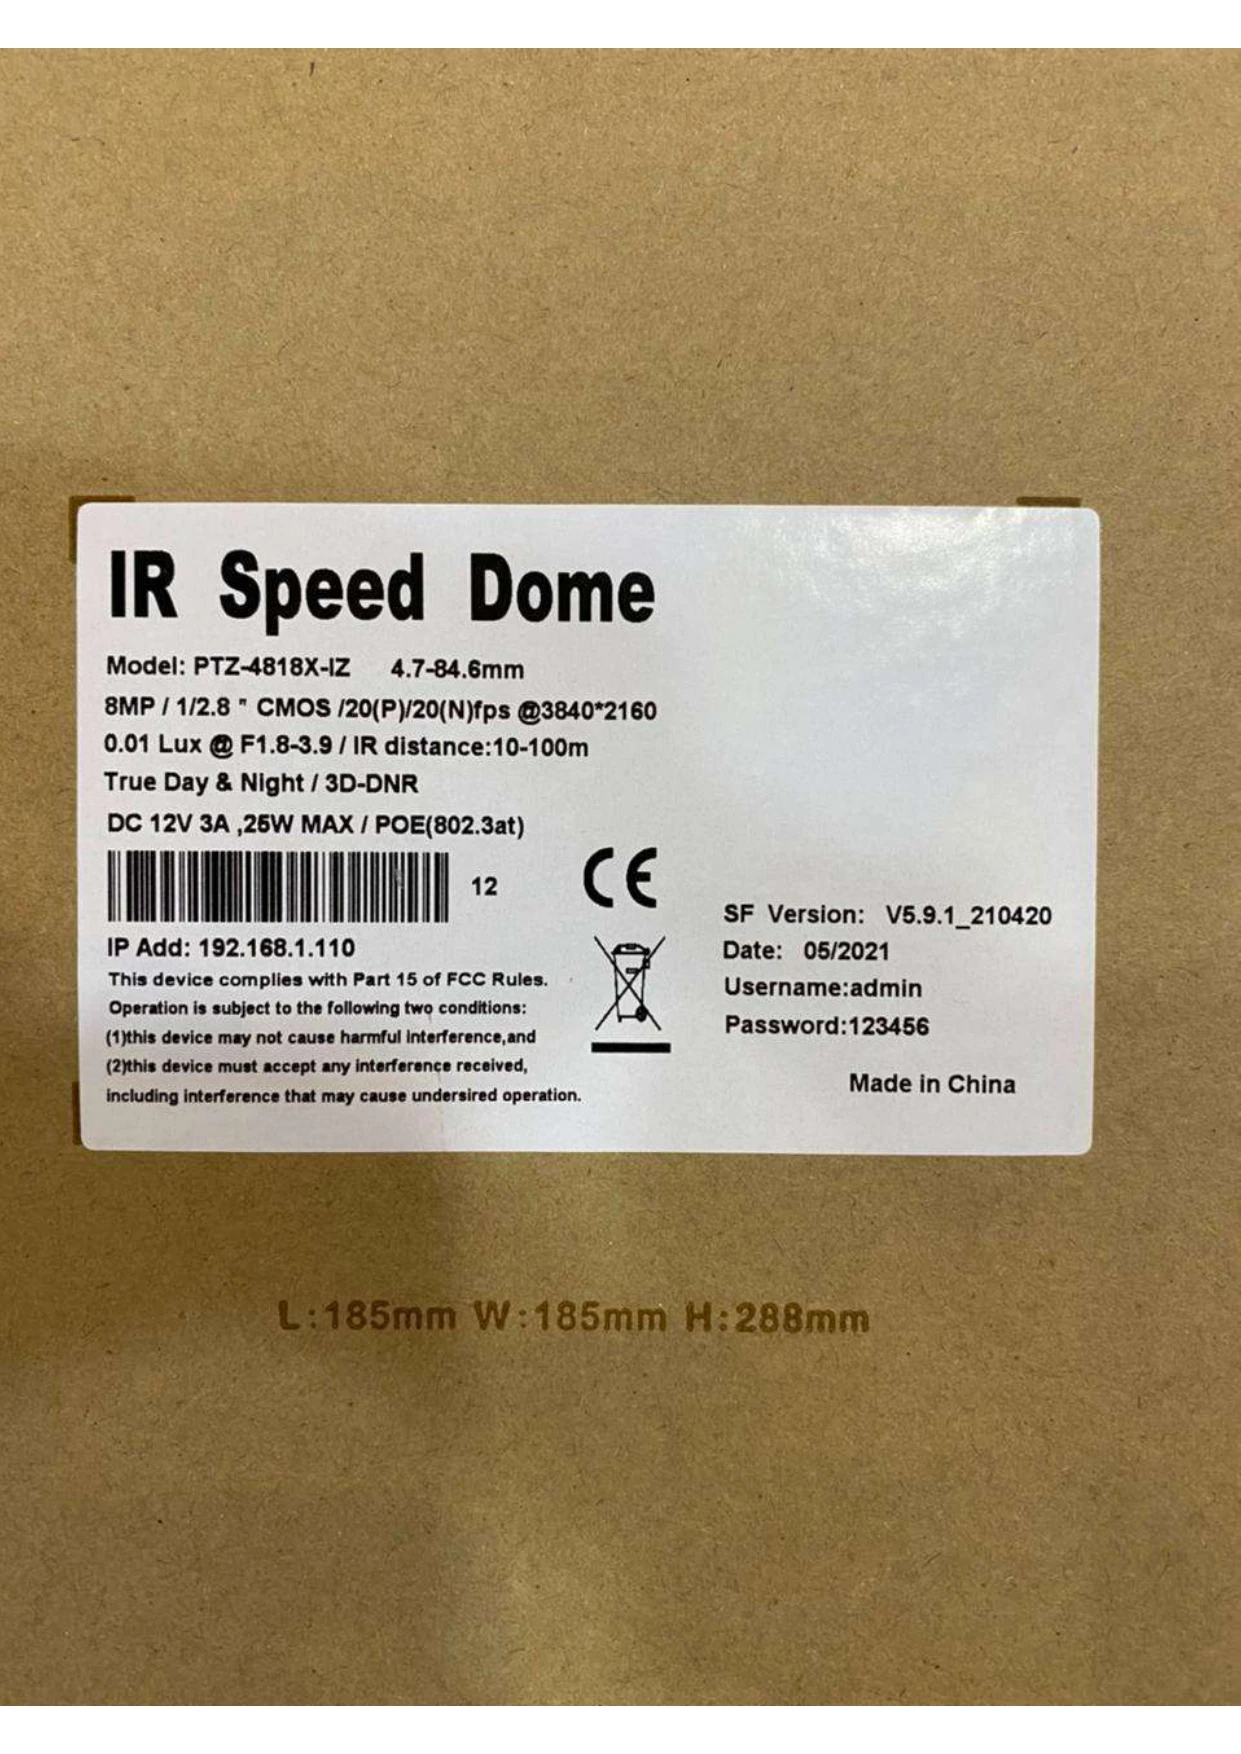 IR Speed Dome
Model: PTZ-4818X-IZ 4.7-84.6mm
8MP / 1/2.8 " CMOS /20(P)/20(N)fps @3840*2160
0.01 Lux @ F1.8-3.9 / IR distance:10-100m
True Day & Night / 3D-DNR
DC 12V 3A ,25W MAX / POE(802.3at)
12
CE
IP Add: 192.168.1.110
This device complies with Part 15 of FCC Rules.
Operation is subject to the following two conditions:
(1)this device may not cause harmful interference,and
(2)this device must accept any interference received,
including interference that may cause undersired operation.
SF Version: V5.9.1_210420
Date: 05/2021
Username:admin
Password:123456
Made in China
L:185mm W:185mm H:288mm